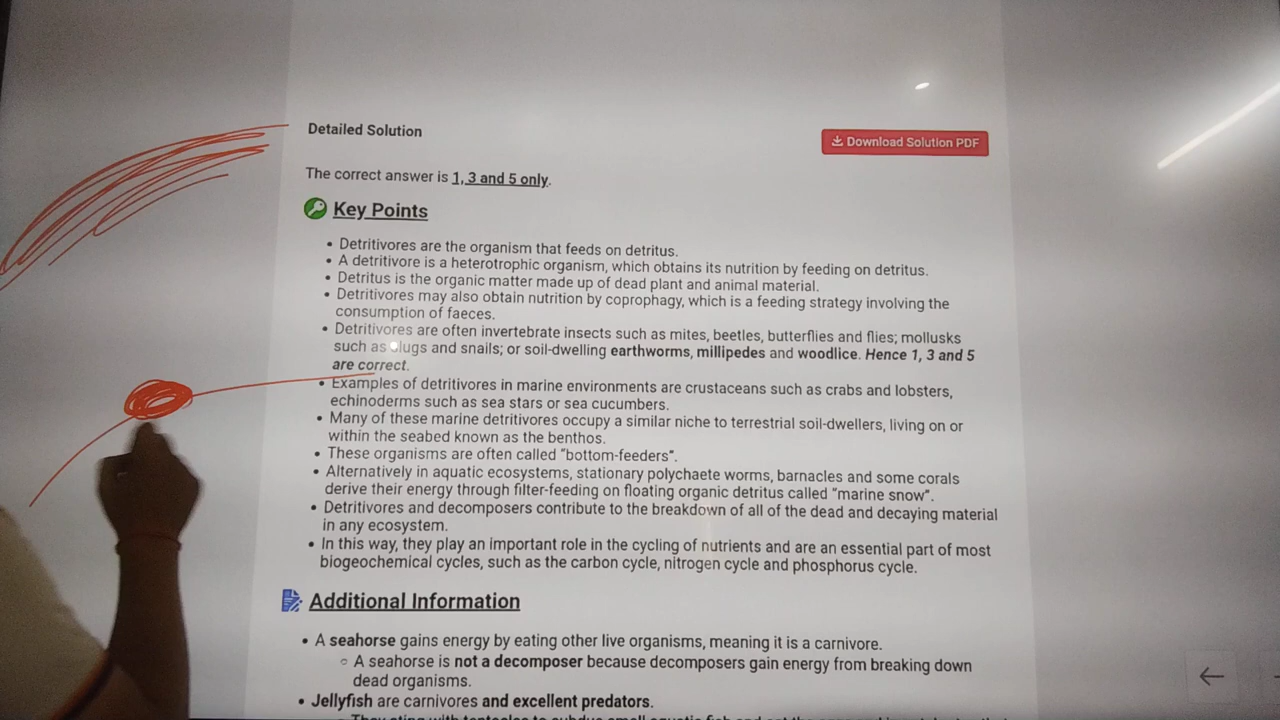 Detailed Solution
Download Solution PDF
The correct answer is 1, 3 and 5 only.
Key Points
• Detritivores are the organism that feeds on detritus.
• A detritivore is a heterotrophic organism, which obtains its nutrition by feeding on detritus.
• Detritus is the organic matter made up of dead plant and animal material.
• Detritivores may also obtain nutrition by coprophagy, which is a feeding strategy involving the
consumption of faeces.
• Detritivores are often invertebrate insects such as mites, beetles, butterflies and flies; mollusks
such as slugs and snails; or soil-dwelling earthworms, millipedes and woodlice. Hence 1, 3 and 5
are correct.
• Examples of detritivores in marine environments are crustaceans such as crabs and lobsters,
echinoderms such as sea stars or sea cucumbers.
• Many of these marine detritivores occupy a similar niche to terrestrial soil-dwellers, living on or
within the seabed known as the benthos.
• These organisms are often called "bottom-feeders".
• Alternatively in aquatic ecosystems, stationary polychaete worms, barnacles and some corals
derive their energy through filter-feeding on floating organic detritus called "marine snow".
• Detritivores and decomposers contribute to the breakdown of all of the dead and decaying material
in any ecosystem.
• In this way, they play an important role in the cycling of nutrients and are an essential part of most
biogeochemical cycles, such as the carbon cycle, nitrogen cycle and phosphorus cycle.
Additional Information
• A seahorse gains energy by eating other live organisms, meaning it is a carnivore.
○ A seahorse is not a decomposer because decomposers gain energy from breaking down
dead organisms.
• Jellyfish are carnivores and excellent predators.